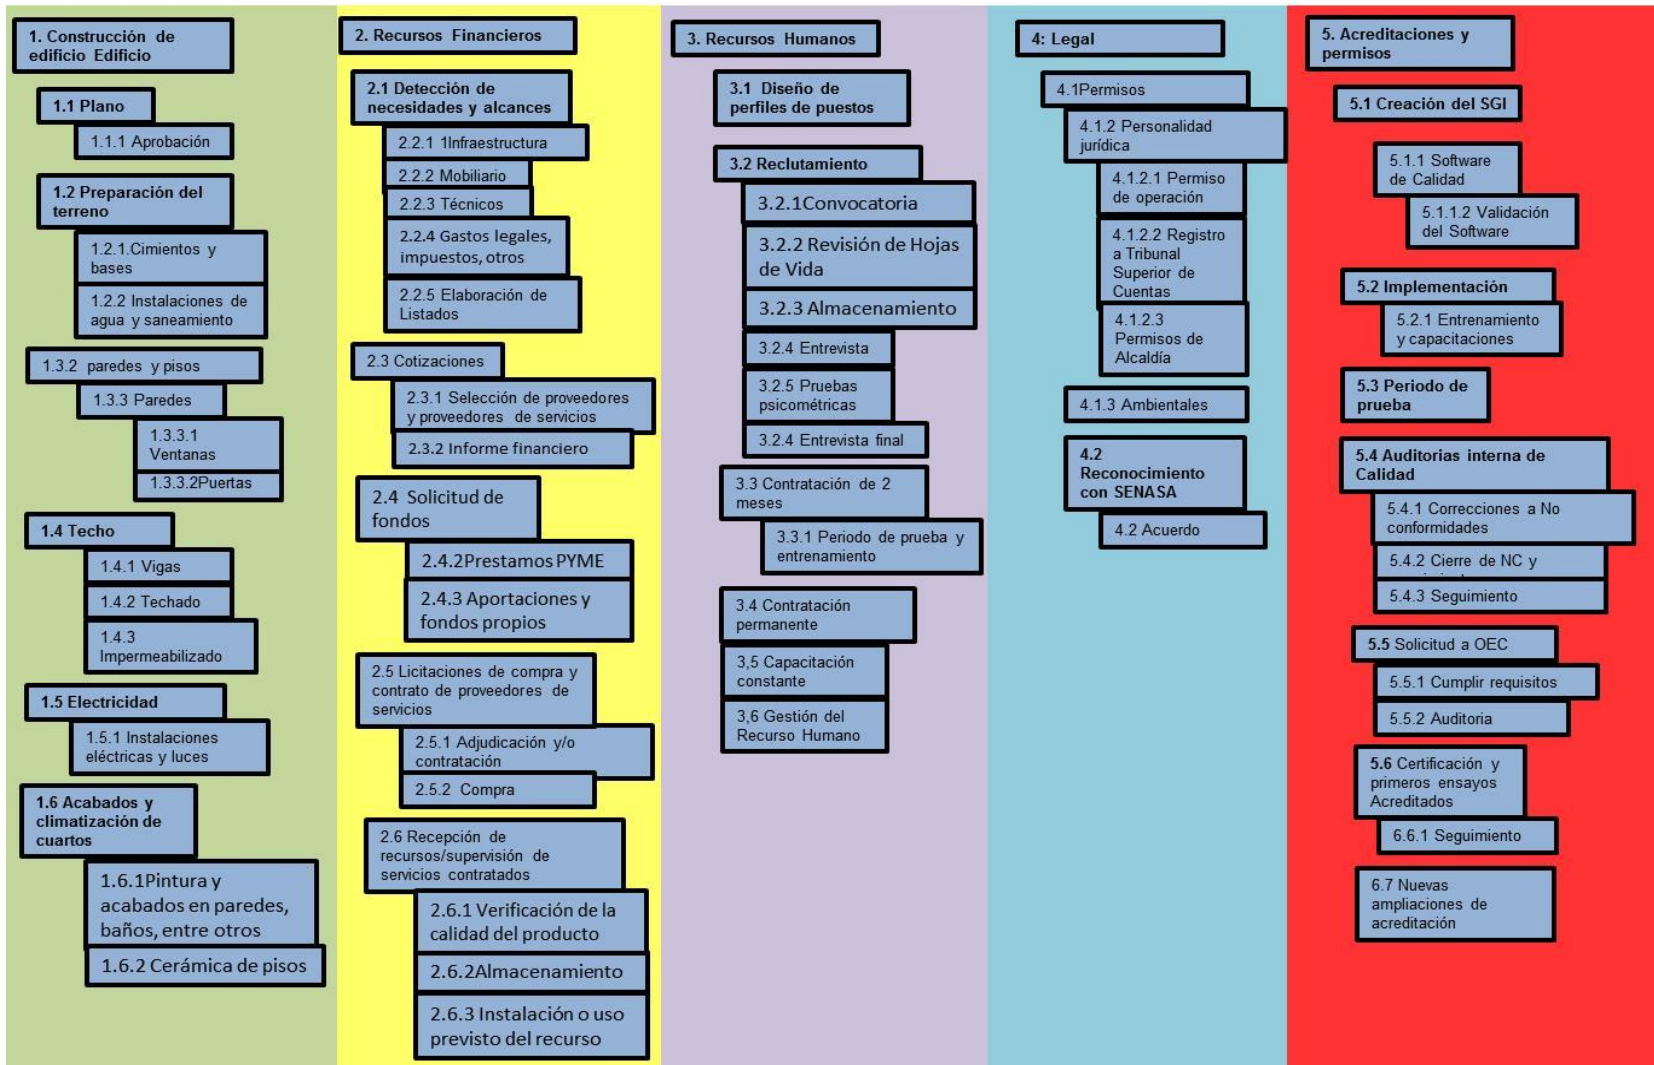 1. Construcción de
edificio Edificio
1.1 Plano
1.1.1 Aprobación
1.2 Preparación del
terreno
1.2.1.Cimientos y
bases
1.2.2 Instalaciones de
agua y saneamiento
1.3.2 paredes y pisos
1.3.3 Paredes
1.3.3.1
Ventanas
1.3.3.2Puertas
1.4 Techo
1.4.1 Vigas
1.4.2 Techado
1.4.3
Impermeabilizado
1.5 Electricidad
1.5.1 Instalaciones
eléctricas y luces
1.6 Acabados y
climatización de
cuartos
1.6.1Pintura y
acabados en paredes,
baños, entre otros
1.6.2 Cerámica de pisos
2. Recursos Financieros
2.1 Detección de
necesidades y alcances
2.2.1 1Infraestructura
2.2.2 Mobiliario
2.2.3 Técnicos
2.2.4 Gastos legales,
impuestos, otros
2.2.5 Elaboración de
Listados
2.3 Cotizaciones
2.3.1 Selección de proveedores
y proveedores de servicios
2.3.2 Informe financiero
2.4 Solicitud de
fondos
2.4.2Prestamos PYME
2.4.3 Aportaciones y
fondos propios
2.5 Licitaciones de compra y
contrato de proveedores de
servicios
2.5.1 Adjudicación y/o
contratación
2.5.2 Compra
2.6 Recepción de
recursos/supervisión de
servicios contratados
2.6.1 Verificación de la
calidad del producto
2.6.2Almacenamiento
2.6.3 Instalación o uso
previsto del recurso
3. Recursos Humanos
3.1 Diseño de
perfiles de puestos
3.2 Reclutamiento
3.2.1Convocatoria
3.2.2 Revisión de Hojas
de Vida
3.2.3 Almacenamiento
3.2.4 Entrevista
3.2.5 Pruebas
psicométricas
3.2.4 Entrevista final
3.3 Contratación de 2
meses
3.3.1 Periodo de prueba y
entrenamiento
3.4 Contratación
permanente
3,5 Capacitación
constante
3,6 Gestión del
Recurso Humano
4: Legal
4.1Permisos
4.1.2 Personalidad
jurídica
4.1.2.1 Permiso
de operación
4.1.2.2 Registro
a Tribunal
Superior de
Cuentas
4.1.2.3
Permisos de
Alcaldía
4.1.3 Ambientales
4.2
Reconocimiento
con SENASA
4.2 Acuerdo
5. Acreditaciones y
permisos
5.1 Creación del SGI
5.1.1 Software
de Calidad
5.1.1.2 Validación
del Software
5.2 Implementación
5.2.1 Entrenamiento
y capacitaciones
5.3 Periodo de
prueba
5.4 Auditorias interna de
Calidad
5.4.1 Correcciones a No
conformidades
5.4.2 Cierre de NC y
5.4.3 Seguimiento
5.5 Solicitud a OEC
5.5.1 Cumplir requisitos
5.5.2 Auditoria
5.6 Certificación y
primeros ensayos
Acreditados
6.6.1 Seguimiento
6.7 Nuevas
ampliaciones de
acreditación